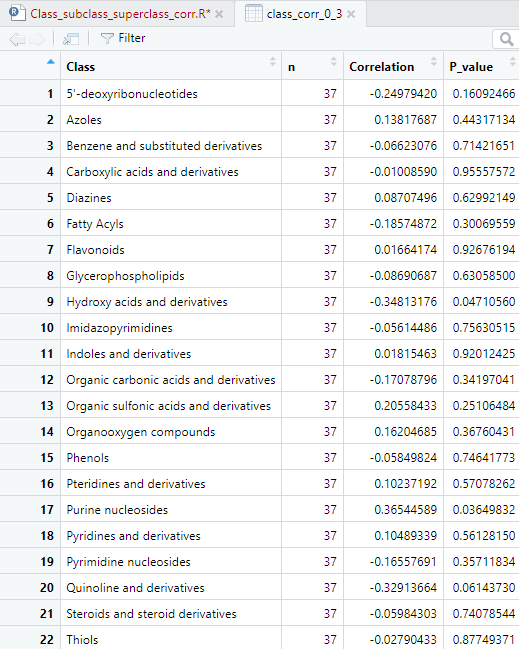 Class_subclass_superclass_corr.R* class_corr_0_3
Filter
Class n Correlation P_value
1 5'-deoxyribonucleotides 37 -0.24979420 0.16092466
2 Azoles 37 0.13817687 0.44317134
3 Benzene and substituted derivatives 37 -0.06623076 0.71421651
4 Carboxylic acids and derivatives 37 -0.01008590 0.95557572
5 Diazines 37 0.08707496 0.62992149
6 Fatty Acyls 37 -0.18574872 0.30069559
7 Flavonoids 37 0.01664174 0.92676194
8 Glycerophospholipids 37 -0.08690687 0.63058500
9 Hydroxy acids and derivatives 37 -0.34813176 0.04710560
10 Imidazopyrimidines 37 -0.05614486 0.75630515
11 Indoles and derivatives 37 0.01815463 0.92012425
12 Organic carbonic acids and derivatives 37 -0.17078796 0.34197041
13 Organic sulfonic acids and derivatives 37 0.20558433 0.25106484
14 Organooxygen compounds 37 0.16204685 0.36760431
15 Phenols 37 -0.05849824 0.74641773
16 Pteridines and derivatives 37 0.10237192 0.57078262
17 Purine nucleosides 37 0.36544589 0.03649832
18 Pyridines and derivatives 37 0.10489339 0.56128150
19 Pyrimidine nucleosides 37 -0.16557691 0.35711834
20 Quinoline and derivatives 37 -0.32913664 0.06143730
21 Steroids and steroid derivatives 37 -0.05984303 0.74078544
22 Thiols 37 -0.02790433 0.87749371